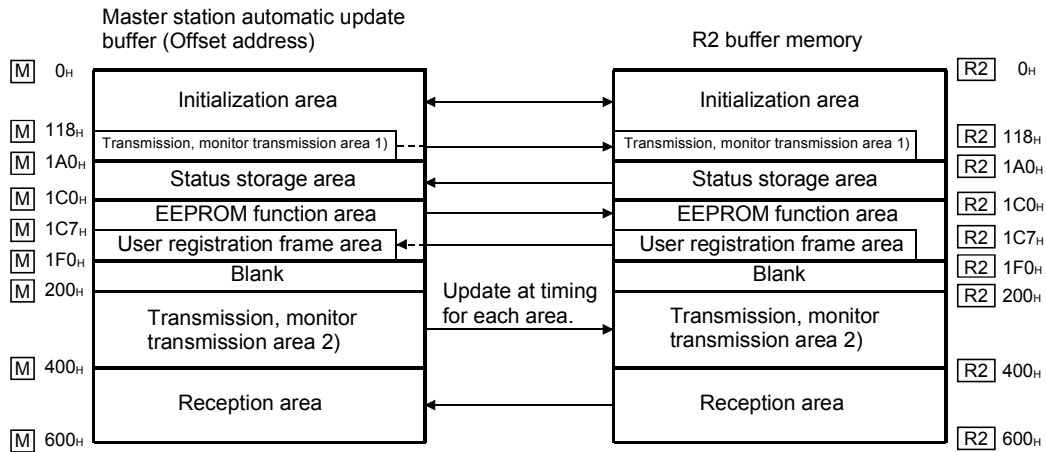 Master station automatic update
buffer (Offset address)
R2 buffer memory
M 0H
Initialization area
Initialization area
R2 0H
M 118H
Transmission, monitor transmission area 1)
Transmission, monitor transmission area 1)
R2 118H
M 1A0H
Status storage area
Status storage area
R2 1A0H
M 1C0H
EEPROM function area
EEPROM function area
R2 1C0H
M 1C7H
User registration frame area
User registration frame area
R2 1C7H
M 1F0H
Blank
Blank
R2 1F0H
M 200H
R2 200H
Update at timing
for each area.
Transmission, monitor
transmission area 2)
Transmission, monitor
transmission area 2)
M 400H
R2 400H
Reception area
Reception area
M 600H
R2 600H